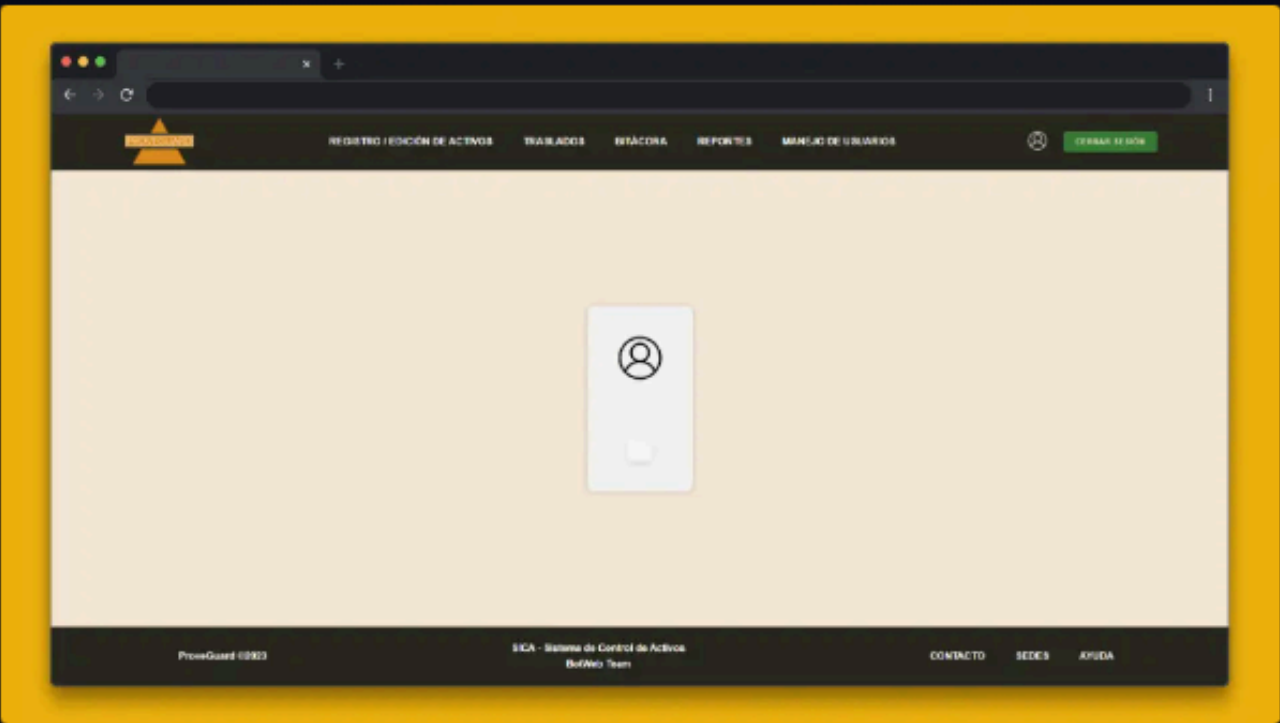 REGISTRO / EDICIÓN DE ACTIVOS TRASLADOS BITÁCORA REPORTES MANEJO DE USUARIOS CERRAR SESIÓN
ProveGuard ©2023
SICA - Sistema de Control de Activos
BotWeb Team
CONTACTO SEDES AYUDA